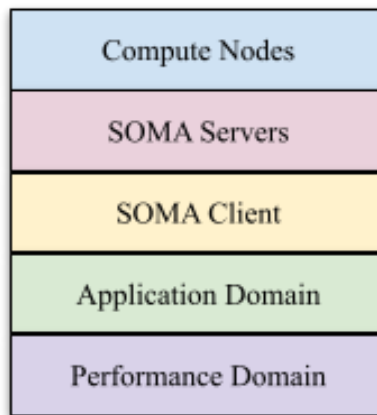 Compute Nodes
SOMA Servers
SOMA Client
Application Domain
Performance Domain